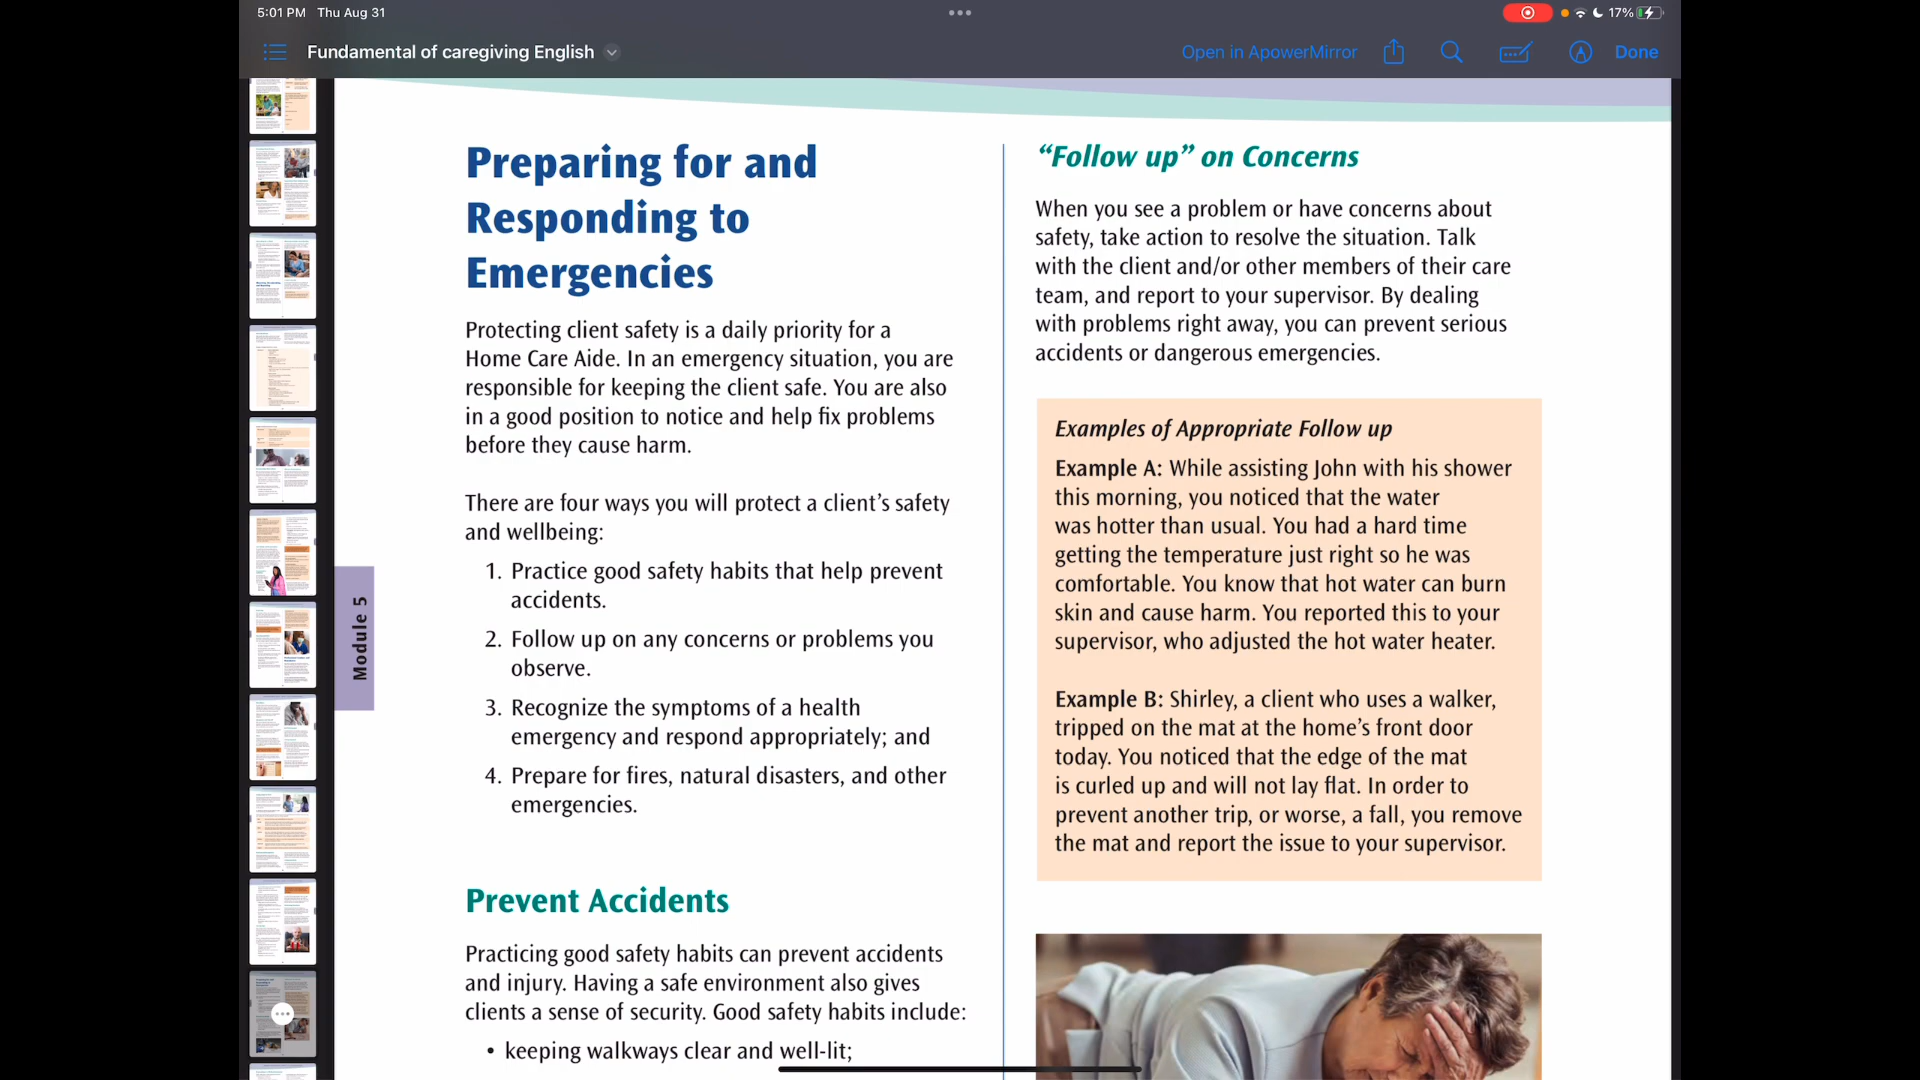 5:01 PM Thu Aug 31
17%
Fundamental of caregiving English
Open in ApowerMirror
Done
Module 5
Preparing for and
Responding to
Emergencies
Protecting client safety is a daily priority for a
Home Care Aide. In an emergency situation, you are
responsible for keeping the client safe. You are also
in a good position to notice and help fix problems
before they cause harm.
There are four ways you will protect a client’s safety
and wellbeing:
1. Practice good safety habits that help prevent
accidents.
2. Follow up on any concerns or problems you
observe.
3. Recognize the symptoms of a health
emergency and respond appropriately; and
4. Prepare for fires, natural disasters, and other
emergencies.
Prevent Accidents
Practicing good safety habits can prevent accidents
and injury. Having a safe environment also gives
clients a sense of security. Good safety habits include:
• keeping walkways clear and well-lit;
“Follow up” on Concerns
When you see a problem or have concerns about
safety, take action to resolve the situation. Talk
with the client and/or other members of their care
team, and report to your supervisor. By dealing
with problems right away, you can prevent serious
accidents or dangerous emergencies.
Examples of Appropriate Follow up
Example A: While assisting John with his shower
this morning, you noticed that the water
was hotter than usual. You had a hard time
getting the temperature just right so he was
comfortable. You know that hot water can burn
skin and cause harm. You reported this to your
supervisor, who adjusted the hot water heater.
Example B: Shirley, a client who uses a walker,
tripped on the mat at the home’s front door
today. You noticed that the edge of the mat
is curled up and will not lay flat. In order to
prevent another trip, or worse, a fall, you remove
the mat and report the issue to your supervisor.